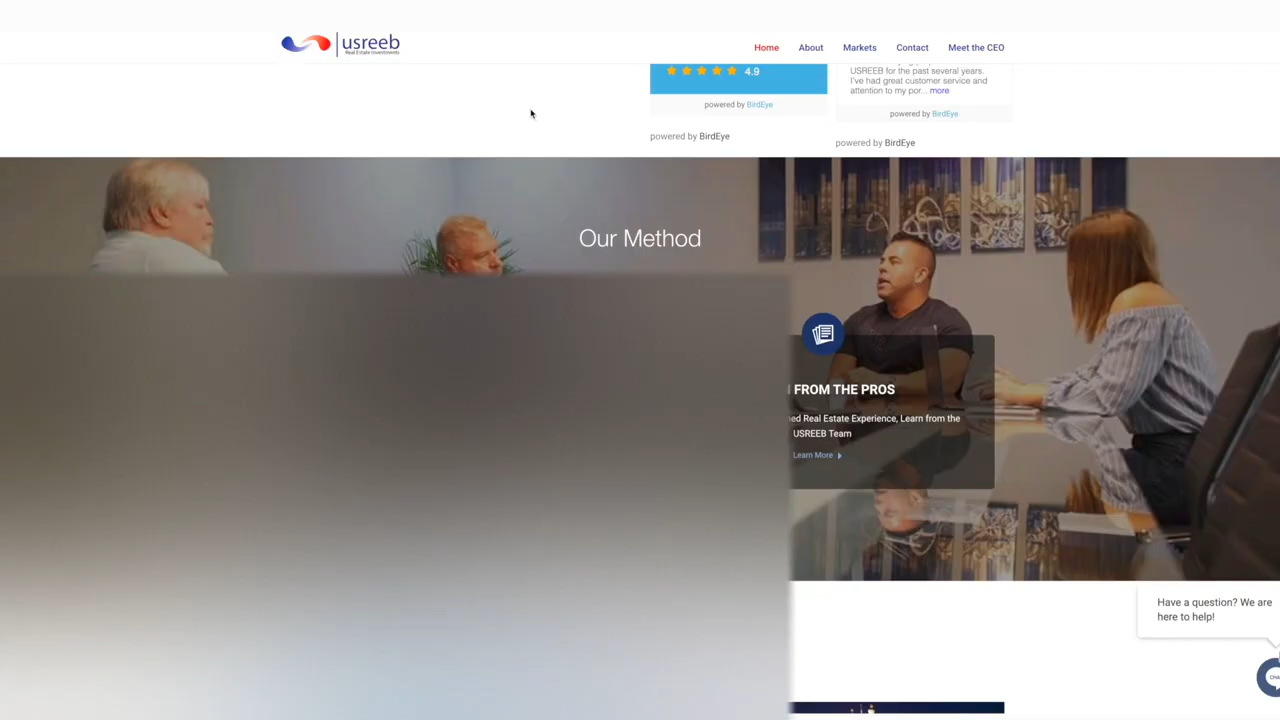 usreeb
Real Estate Investments
Home About Markets Contact Meet the CEO
4.9
powered by BirdEye
powered by BirdEye
USREEB for the past several years.
I've had great customer service and
attention to my por... more
powered by BirdEye
powered by BirdEye
Our Method
FROM THE PROS
Real Estate Experience, Learn from the
USREEB Team
Learn More
Have a question? We are
here to help!